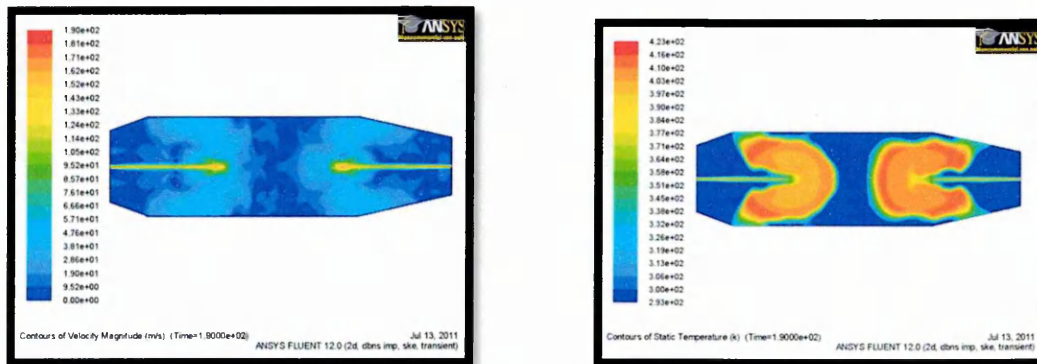 ANSYS
1.90e+02
1.81e+02
1.71e+02
1.62e+02
1.52e+02
1.43e+02
1.33e+02
1.24e+02
1.14e+02
1.05e+02
9.52e+01
8.57e+01
7.61e+01
6.66e+01
5.71e+01
4.76e+01
3.81e+01
2.86e+01
1.90e+01
9.52e+00
0.00e+00
Contours of Velocity Magnitude (m/s) (Time=1.9000e+02)
Jul 13, 2011
ANSYS FLUENT 12.0 (2d, dbns imp, ske, transient)
ANSYS
4.23e+02
4.16e+02
4.10e+02
4.03e+02
3.97e+02
3.90e+02
3.84e+02
3.77e+02
3.71e+02
3.64e+02
3.58e+02
3.51e+02
3.45e+02
3.38e+02
3.32e+02
3.26e+02
3.19e+02
3.13e+02
3.06e+02
3.00e+02
2.93e+02
Contours of Static Temperature (k) (Time=1.9000e+02)
Jul 13, 2011
ANSYS FLUENT 12.0 (2d, dbns imp, ske, transient)